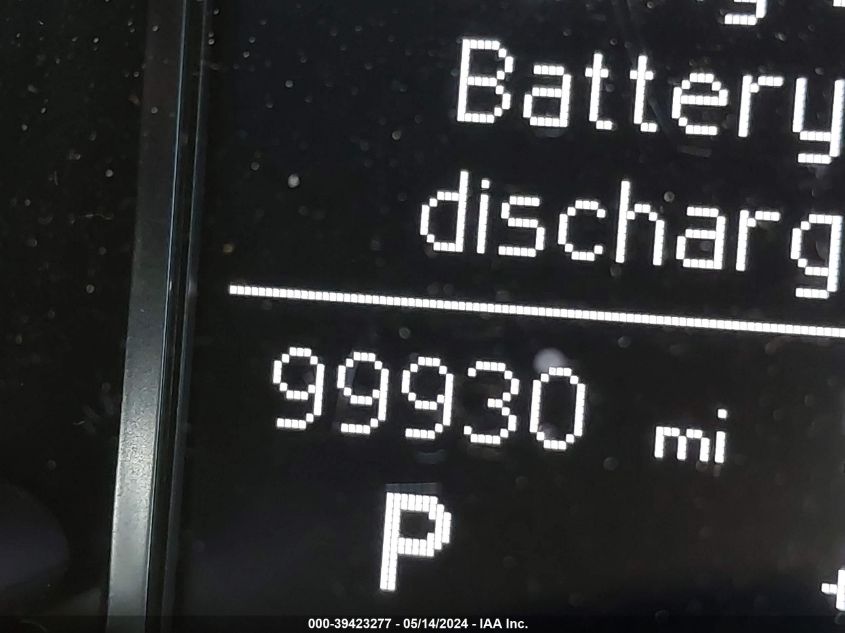 Battery
discharg
99930 mi
P
000-39423277 - 05/14/2024 - IAA Inc.